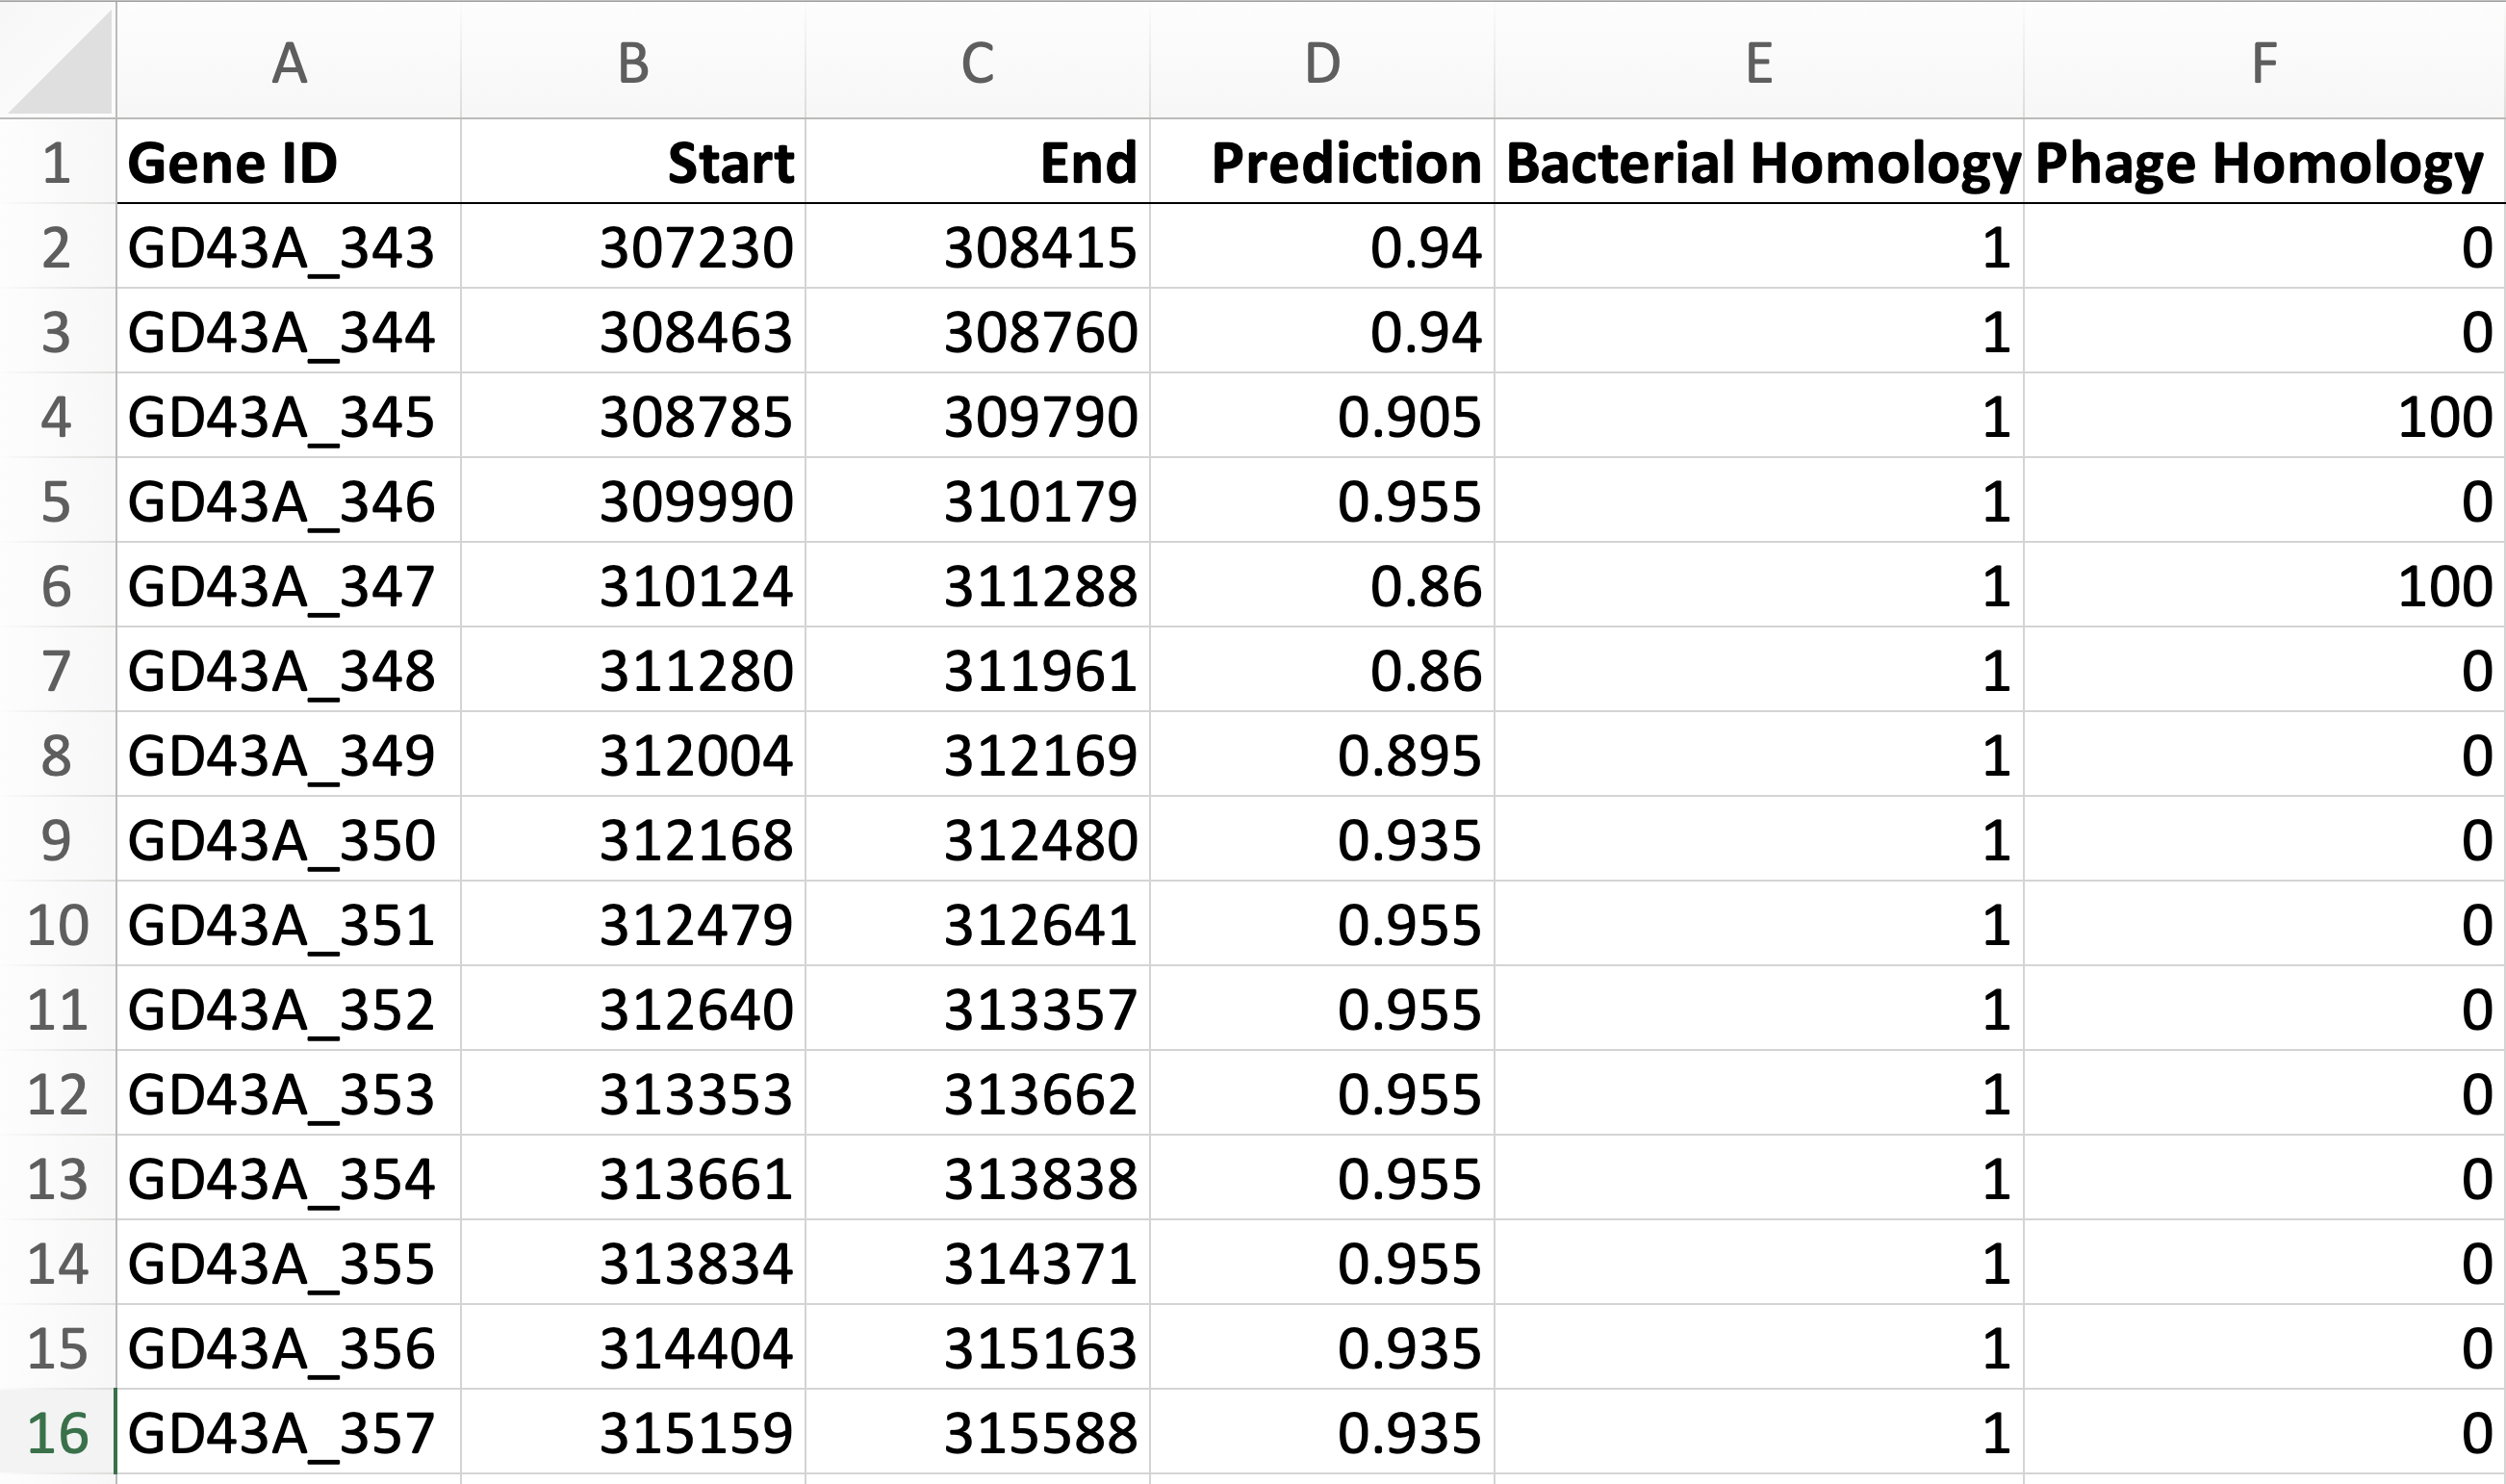 A B C D E F
1 Gene ID Start End Prediction Bacterial Homology Phage Homology
2 GD43A_343 307230 308415 0.94 1 0
3 GD43A_344 308463 308760 0.94 1 0
4 GD43A_345 308785 309790 0.905 1 100
5 GD43A_346 309990 310179 0.955 1 0
6 GD43A_347 310124 311288 0.86 1 100
7 GD43A_348 311280 311961 0.86 1 0
8 GD43A_349 312004 312169 0.895 1 0
9 GD43A_350 312168 312480 0.935 1 0
10 GD43A_351 312479 312641 0.955 1 0
11 GD43A_352 312640 313357 0.955 1 0
12 GD43A_353 313353 313662 0.955 1 0
13 GD43A_354 313661 313838 0.955 1 0
14 GD43A_355 313834 314371 0.955 1 0
15 GD43A_356 314404 315163 0.935 1 0
16 GD43A_357 315159 315588 0.935 1 0